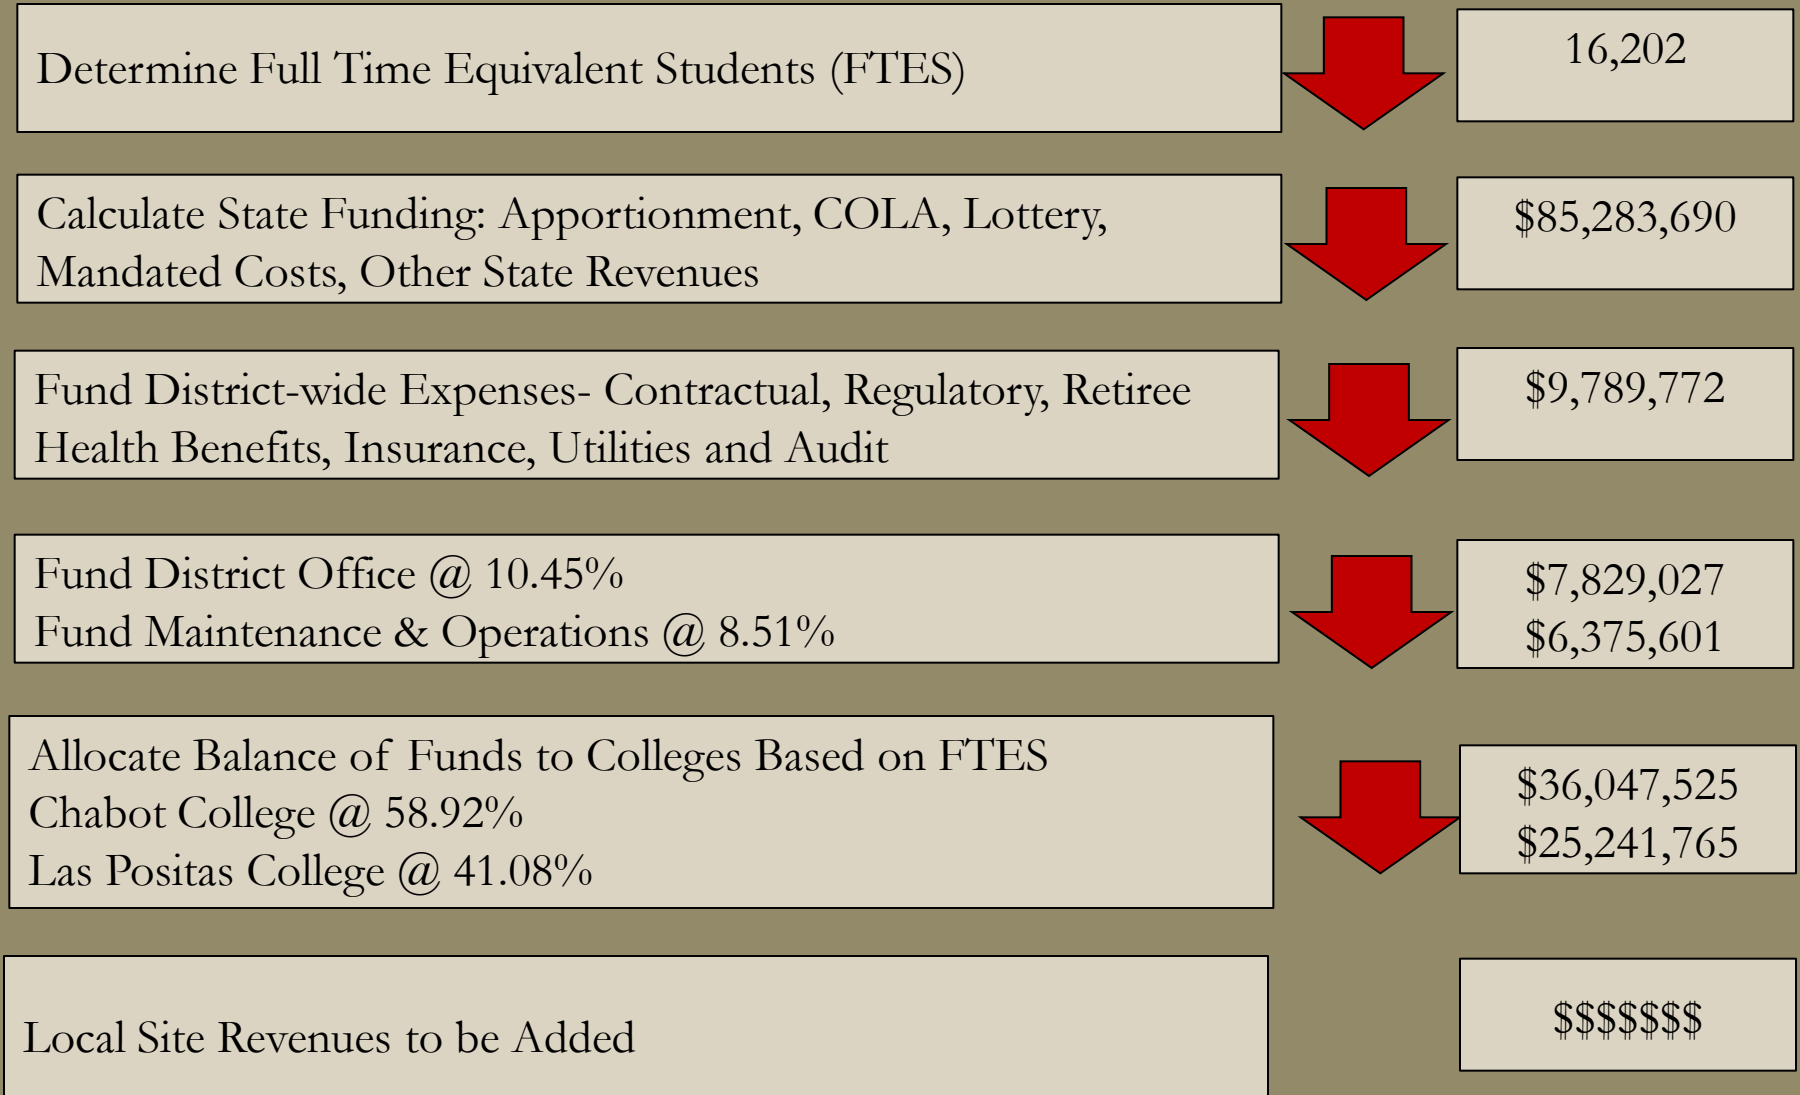 Determine Full Time Equivalent Students (FTES)
16,202
Calculate State Funding: Apportionment, COLA, Lottery,
Mandated Costs, Other State Revenues
$85,283,690
Fund District-wide Expenses- Contractual, Regulatory, Retiree
Health Benefits, Insurance, Utilities and Audit
$9,789,772
Fund District Office @ 10.45%
Fund Maintenance & Operations @ 8.51%
$7,829,027
$6,375,601
Allocate Balance of Funds to Colleges Based on FTES
Chabot College @ 58.92%
Las Positas College @ 41.08%
$36,047,525
$25,241,765
Local Site Revenues to be Added
$$$$$$$